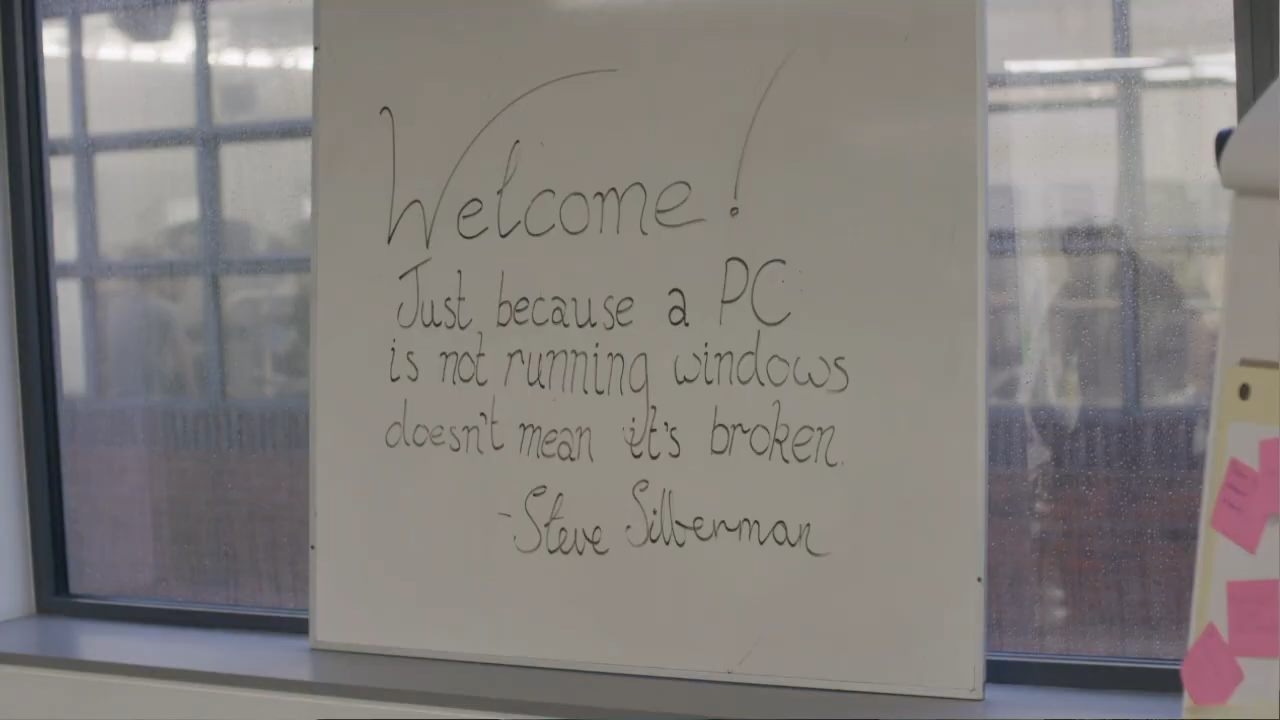 Welcome!
Just because a PC
is not running windows
doesn't mean it's broken.
-Steve Silberman